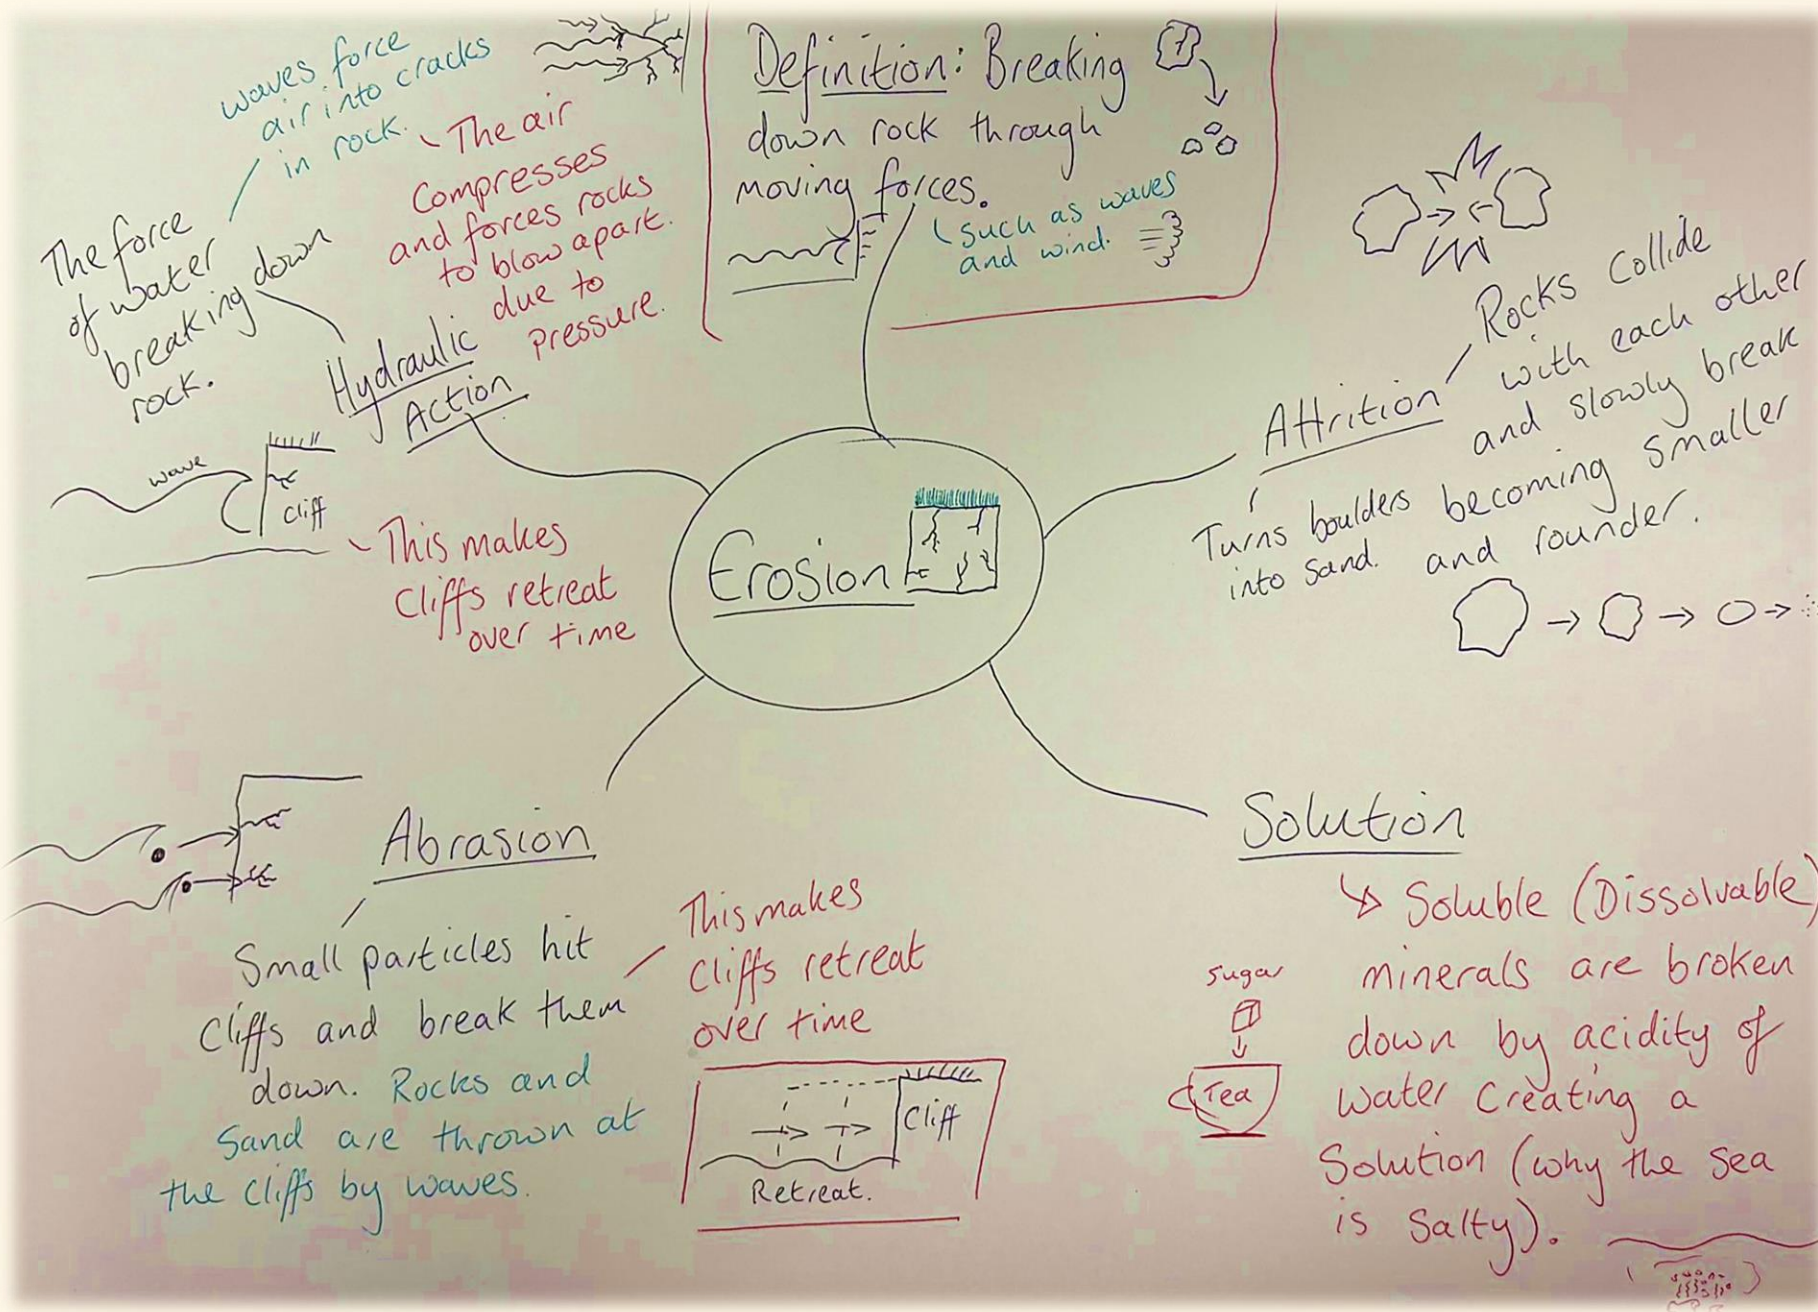 Definition: Breaking
down rock through
moving forces.
such as waves
and wind.
Erosion
Hydraulic
Action
The force
of water
breaking down
rock.
waves force
air into cracks
in rock.
The air
Compresses
and forces rocks
to blow apart.
due to
pressure.
wave
Cliff
This makes
Cliffs retreat
over time
Attrition
Rocks Collide
with each other
and slowly break
becoming smaller
and rounder.
Turns boulders
into sand.
Abrasion
Small particles hit
Cliffs and break them
down. Rocks and
Sand are thrown at
the cliffs by waves.
This makes
Cliffs retreat
over time
Cliff
Retreat.
Solution
Soluble (Dissolvable)
minerals are broken
down by acidity of
water Creating a
Solution (why the sea
is Salty).
sugar
Tea